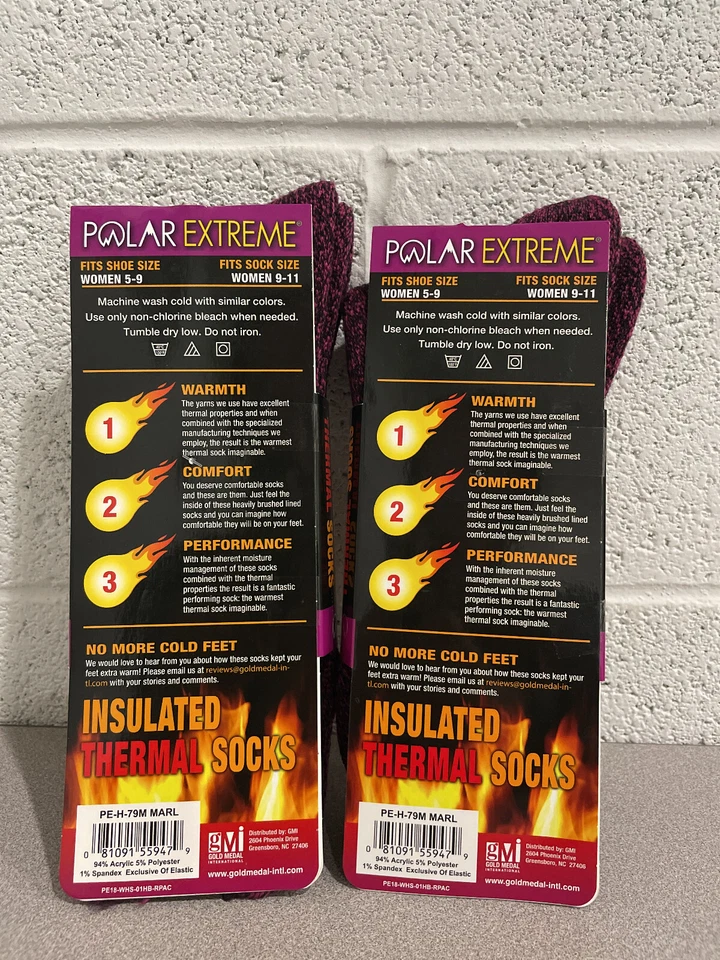 POLAR EXTREME®
FITS SHOE SIZE
WOMEN 5-9
FITS SOCK SIZE
WOMEN 9-11
Machine wash cold with similar colors.
Use only non-chlorine bleach when needed.
Tumble dry low. Do not iron.
1
WARMTH
The yarns we use have excellent
thermal properties and when
combined with the specialized
manufacturing techniques we
employ, the result is the warmest
thermal sock imaginable.
2
COMFORT
You deserve comfortable socks
and these are them. Just feel the
inside of these heavily brushed lined
socks and you can imagine how
comfortable they will be on your feet.
3
PERFORMANCE
With the inherent moisture
management of these socks
combined with the thermal
properties the result is a fantastic
performing sock: the warmest
thermal sock imaginable.
NO MORE COLD FEET
We would love to hear from you about how these socks kept your
feet extra warm! Please email us at reviews@goldmedal-in-
tl.com with your stories and comments.
INSULATED
THERMAL SOCKS
PE-H-79M MARL
0 81091 55947 9
94% Acrylic 5% Polyester
1% Spandex Exclusive Of Elastic
PE18-WHS-01HB-RPAC
gMi
GOLD MEDAL
INTERNATIONAL
Distributed by: GMI
2604 Phoenix Drive
Greensboro, NC 27406
www.goldmedal-intl.com
THERMAL SOCKS
POLAR EXTREME®
FITS SHOE SIZE
WOMEN 5-9
FITS SOCK SIZE
WOMEN 9-11
Machine wash cold with similar colors.
Use only non-chlorine bleach when needed.
Tumble dry low. Do not iron.
1
WARMTH
The yarns we use have excellent
thermal properties and when
combined with the specialized
manufacturing techniques we
employ, the result is the warmest
thermal sock imaginable.
2
COMFORT
You deserve comfortable socks
and these are them. Just feel the
inside of these heavily brushed lined
socks and you can imagine how
comfortable they will be on your feet.
3
PERFORMANCE
With the inherent moisture
management of these socks
combined with the thermal
properties the result is a fantastic
performing sock: the warmest
thermal sock imaginable.
NO MORE COLD FEET
We would love to hear from you about how these socks kept your
feet extra warm! Please email us at reviews@goldmedal-in-
tl.com with your stories and comments.
INSULATED
THERMAL SOCKS
PE-H-79M MARL
0 81091 55947 9
94% Acrylic 5% Polyester
1% Spandex Exclusive Of Elastic
PE18-WHS-01HB-RPAC
gMi
GOLD MEDAL
INTERNATIONAL
Distributed by: GMI
2604 Phoenix Drive
Greensboro, NC 27406
www.goldmedal-intl.com